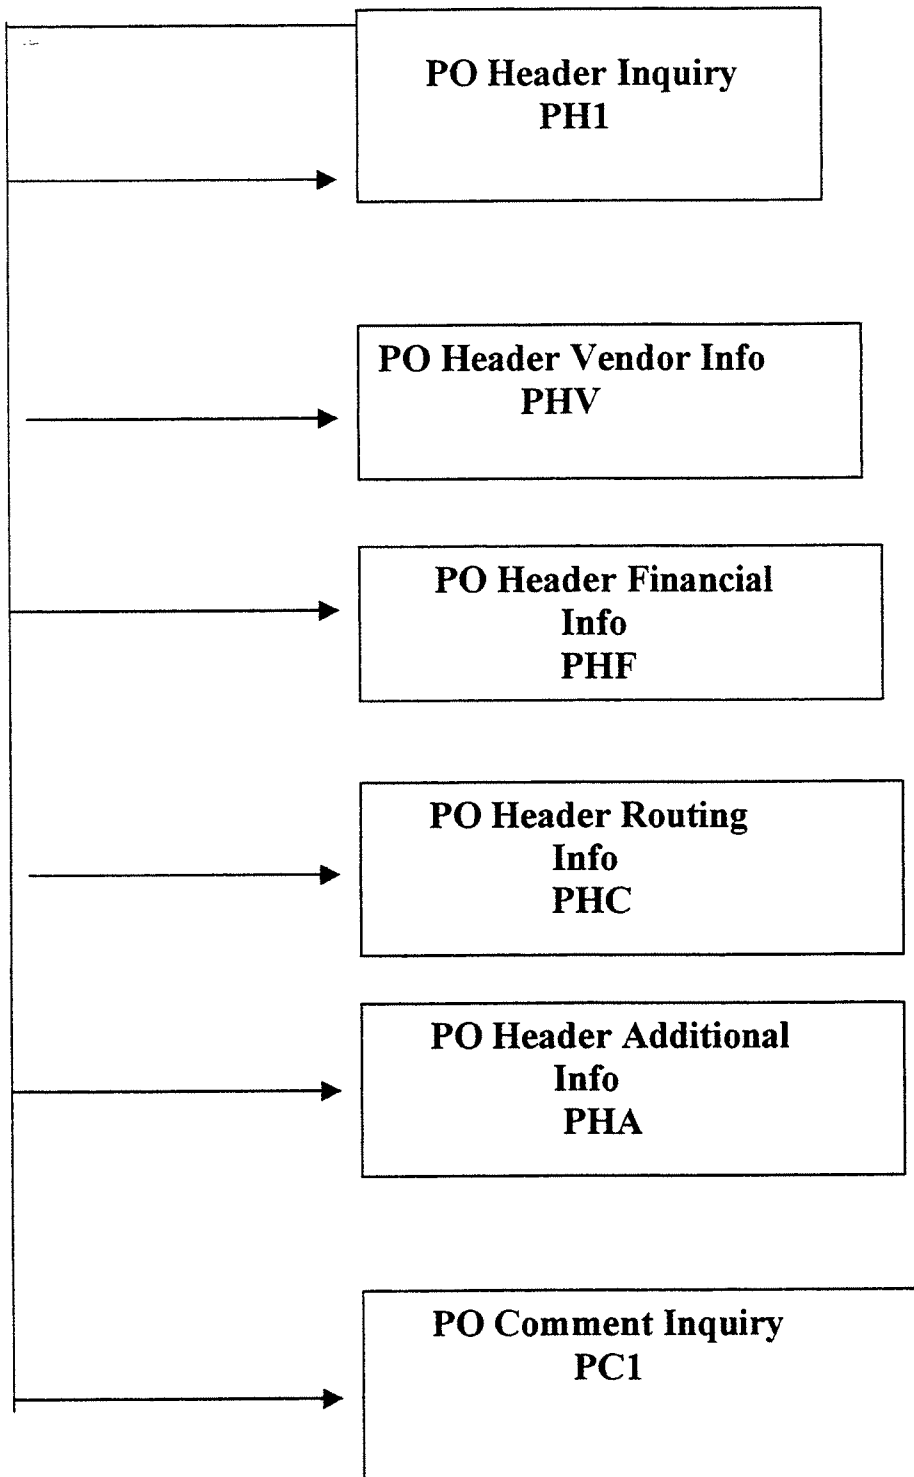 PO Header Inquiry
PH1
PO Header Vendor Info
PHV
PO Header Financial
Info
PHF
PO Header Routing
Info
PHC
PO Header Additional
Info
PHA
PO Comment Inquiry
PC1